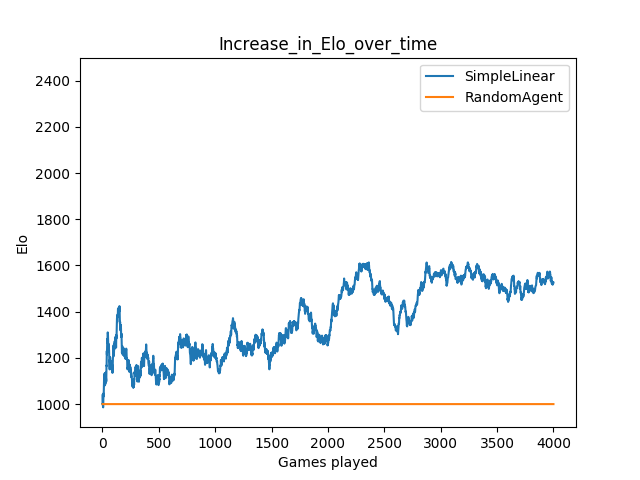 Increase_in_Elo_over_time
SimpleLinear
RandomAgent
2400
2200
2000
1800
1600
1400
1200
1000
Elo
0 500 1000 1500 2000 2500 3000 3500 4000
Games played